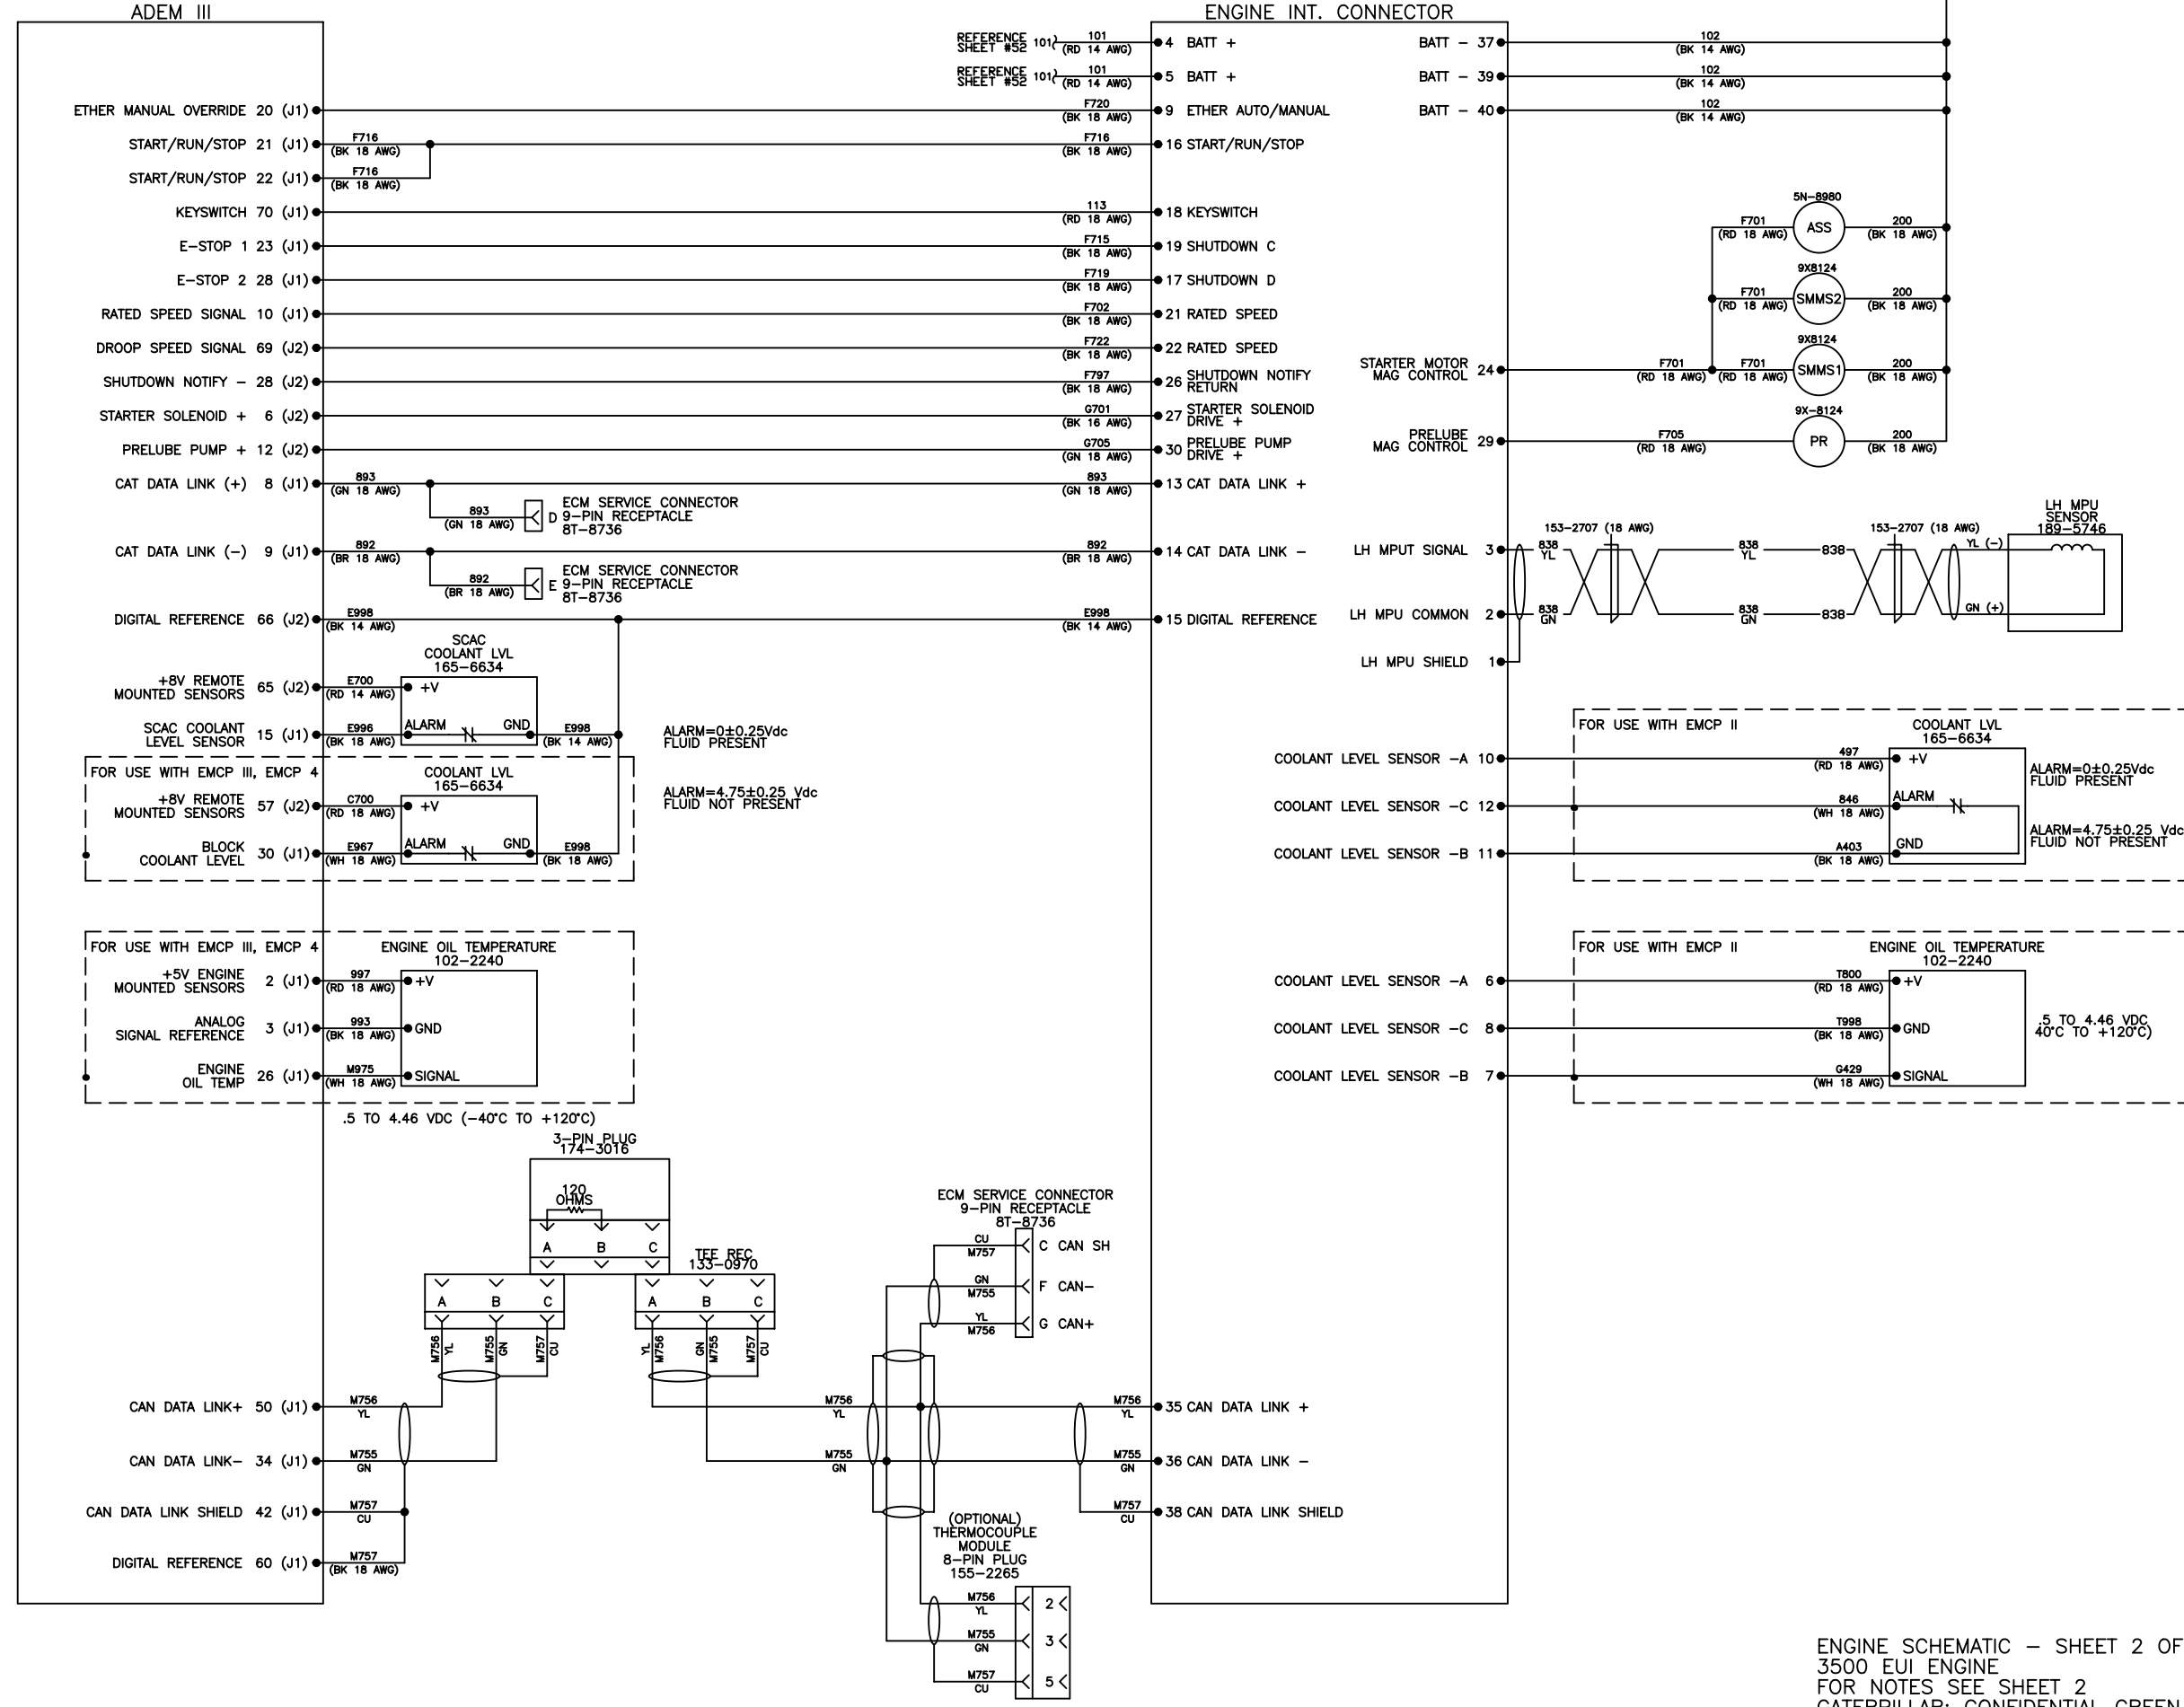 ADEM III
ENGINE INT. CONNECTOR
ETHER MANUAL OVERRIDE 20 (J1)
START/RUN/STOP 21 (J1)
F716
(BK 18 AWG)
START/RUN/STOP 22 (J1)
F716
(BK 18 AWG)
KEYSWITCH 70 (J1)
E-STOP 1 23 (J1)
E-STOP 2 28 (J1)
RATED SPEED SIGNAL 10 (J1)
DROOP SPEED SIGNAL 69 (J2)
SHUTDOWN NOTIFY - 28 (J2)
STARTER SOLENOID + 6 (J2)
PRELUBE PUMP + 12 (J2)
CAT DATA LINK (+) 8 (J1)
893
(GN 18 AWG)
893
(GN 18 AWG)
D
ECM SERVICE CONNECTOR
9-PIN RECEPTACLE
8T-8736
CAT DATA LINK (-) 9 (J1)
892
(BR 18 AWG)
892
(BR 18 AWG)
E
ECM SERVICE CONNECTOR
9-PIN RECEPTACLE
8T-8736
DIGITAL REFERENCE 66 (J2)
E998
(BK 14 AWG)
SCAC
COOLANT LVL
165-6634
+8V REMOTE
MOUNTED SENSORS 65 (J2)
E700
(RD 14 AWG)
+V
SCAC COOLANT
LEVEL SENSOR 15 (J1)
E996
(BK 18 AWG)
ALARM
GND
E998
(BK 14 AWG)
ALARM=0±0.25Vdc
FLUID PRESENT
FOR USE WITH EMCP III, EMCP 4
COOLANT LVL
165-6634
+8V REMOTE
MOUNTED SENSORS 57 (J2)
C700
(RD 18 AWG)
+V
ALARM=4.75±0.25 Vdc
FLUID NOT PRESENT
BLOCK
COOLANT LEVEL 30 (J1)
E967
(WH 18 AWG)
ALARM
GND
E998
(BK 18 AWG)
FOR USE WITH EMCP III, EMCP 4
ENGINE OIL TEMPERATURE
102-2240
+5V ENGINE
MOUNTED SENSORS 2 (J1)
997
(RD 18 AWG)
+V
ANALOG
SIGNAL REFERENCE 3 (J1)
993
(BK 18 AWG)
GND
ENGINE
OIL TEMP 26 (J1)
M975
(WH 18 AWG)
SIGNAL
.5 TO 4.46 VDC (-40°C TO +120°C)
3-PIN PLUG
174-3016
120
OHMS
A B C
TEE REC
133-0970
A B C
A B C
M756
YL
M755
GN
M757
CU
YL
M756
GN
M755
M757
CU
CAN DATA LINK+ 50 (J1)
M756
YL
CAN DATA LINK- 34 (J1)
M755
GN
CAN DATA LINK SHIELD 42 (J1)
M757
CU
DIGITAL REFERENCE 60 (J1)
M757
(BK 18 AWG)
M756
YL
M755
GN
ECM SERVICE CONNECTOR
9-PIN RECEPTACLE
8T-8736
CU
M757
C CAN SH
GN
M755
F CAN-
YL
M756
G CAN+
(OPTIONAL)
THERMOCOUPLE
MODULE
8-PIN PLUG
155-2265
M756
YL
2
M755
GN
3
M757
CU
5
REFERENCE
SHEET #52
101
101
(RD 14 AWG)
4 BATT +
REFERENCE
SHEET #52
101
101
(RD 14 AWG)
5 BATT +
F720
(BK 18 AWG)
9 ETHER AUTO/MANUAL
F716
(BK 18 AWG)
16 START/RUN/STOP
113
(RD 18 AWG)
18 KEYSWITCH
F715
(BK 18 AWG)
19 SHUTDOWN C
F719
(BK 18 AWG)
17 SHUTDOWN D
F702
(BK 18 AWG)
21 RATED SPEED
F722
(BK 18 AWG)
22 RATED SPEED
F797
(BK 18 AWG)
26 SHUTDOWN NOTIFY
RETURN
G701
(BK 16 AWG)
27 STARTER SOLENOID
DRIVE +
G705
(GN 18 AWG)
30 PRELUBE PUMP
DRIVE +
893
(GN 18 AWG)
13 CAT DATA LINK +
892
(BR 18 AWG)
14 CAT DATA LINK -
E998
(BK 14 AWG)
15 DIGITAL REFERENCE
M756
YL
35 CAN DATA LINK +
M755
GN
36 CAN DATA LINK -
M757
CU
38 CAN DATA LINK SHIELD
BATT - 37
102
(BK 14 AWG)
BATT - 39
102
(BK 14 AWG)
BATT - 40
102
(BK 14 AWG)
5N-8980
F701
(RD 18 AWG)
ASS
200
(BK 18 AWG)
9X8124
F701
(RD 18 AWG)
SMMS2
200
(BK 18 AWG)
9X8124
STARTER MOTOR
MAG CONTROL 24
F701
(RD 18 AWG)
F701
(RD 18 AWG)
SMMS1
200
(BK 18 AWG)
9X-8124
PRELUBE
MAG CONTROL 29
F705
(RD 18 AWG)
PR
200
(BK 18 AWG)
LH MPU
SENSOR
189-5746
153-2707 (18 AWG)
153-2707 (18 AWG)
LH MPUT SIGNAL 3
838
YL
838
YL
838
YL (-)
LH MPU COMMON 2
838
GN
838
GN
838
GN (+)
LH MPU SHIELD 1
FOR USE WITH EMCP II
COOLANT LVL
165-6634
COOLANT LEVEL SENSOR -A 10
497
(RD 18 AWG)
+V
ALARM=0±0.25Vdc
FLUID PRESENT
COOLANT LEVEL SENSOR -C 12
846
(WH 18 AWG)
ALARM
ALARM=4.75±0.25 Vdc
FLUID NOT PRESENT
COOLANT LEVEL SENSOR -B 11
A403
(BK 18 AWG)
GND
FOR USE WITH EMCP II
ENGINE OIL TEMPERATURE
102-2240
COOLANT LEVEL SENSOR -A 6
T800
(RD 18 AWG)
+V
COOLANT LEVEL SENSOR -C 8
T998
(BK 18 AWG)
GND
.5 TO 4.46 VDC
40°C TO +120°C)
COOLANT LEVEL SENSOR -B 7
G429
(WH 18 AWG)
SIGNAL
ENGINE SCHEMATIC - SHEET 2 OF
3500 EUI ENGINE
FOR NOTES SEE SHEET 2
CATERPILLAR: CONFIDENTIAL GREEN